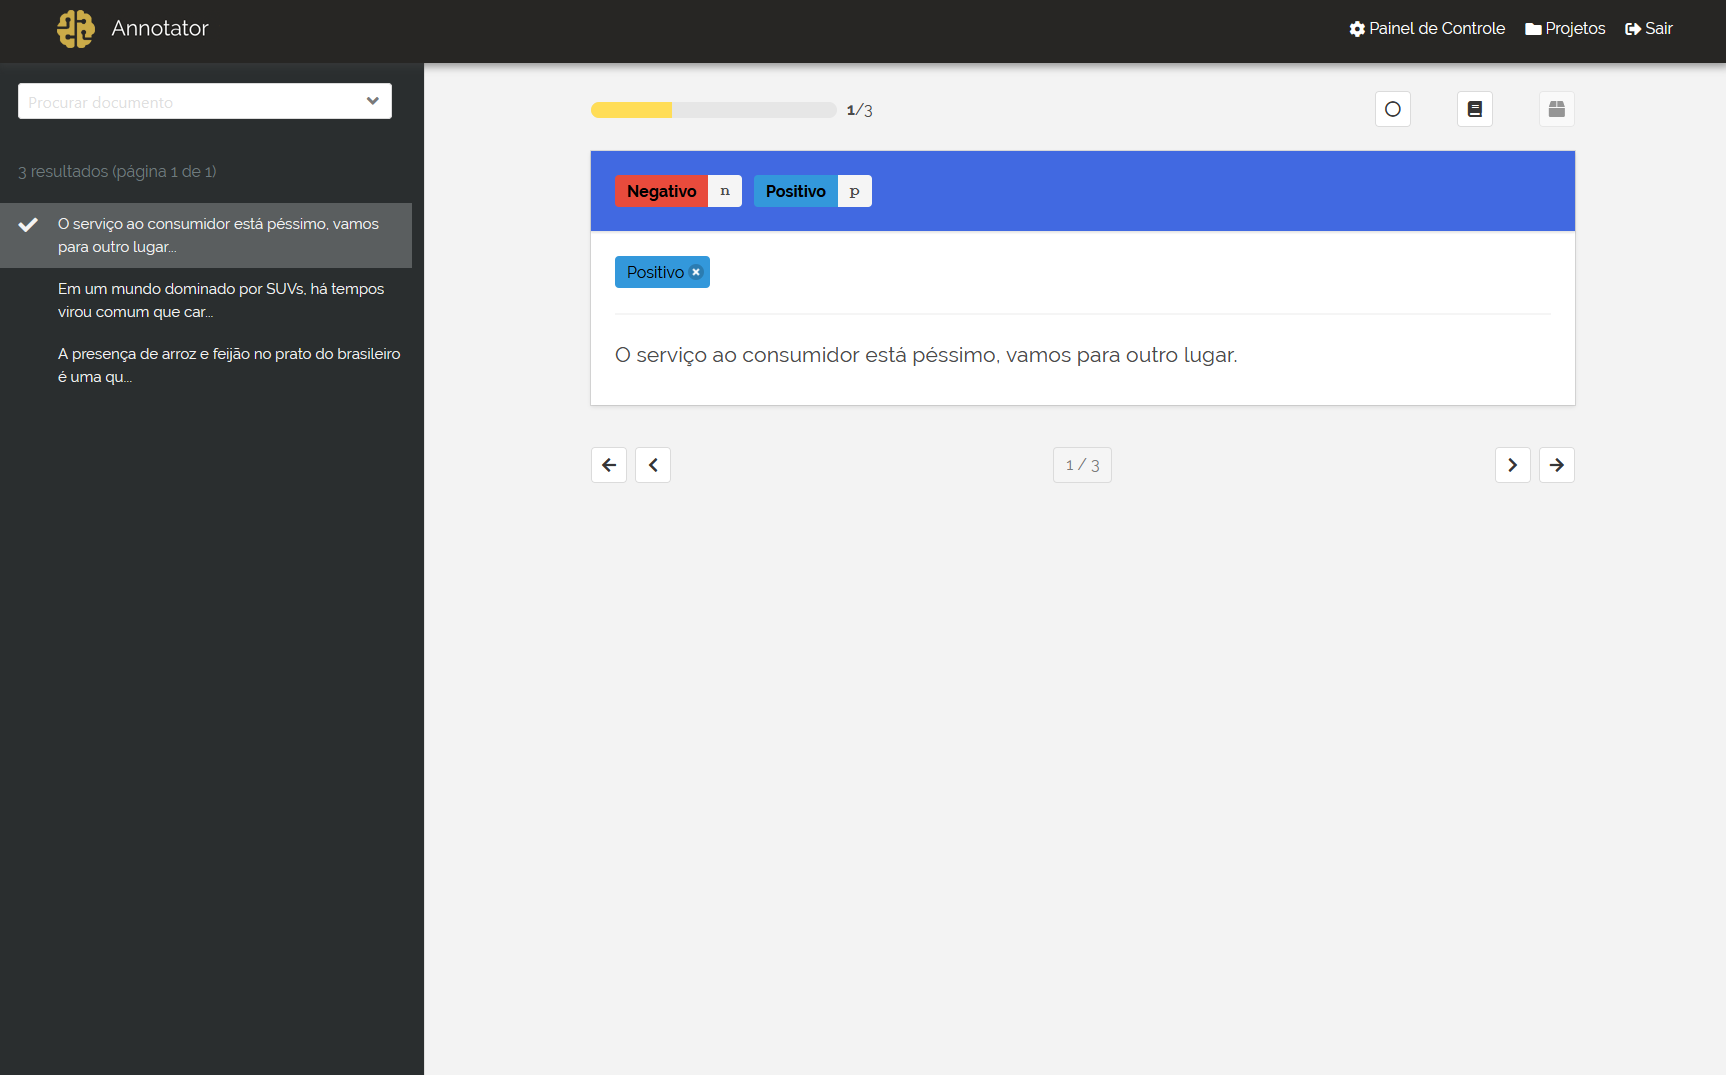 Annotator
Painel de Controle
Projetos
Sair
Procurar documento
3 resultados (página 1 de 1)
O serviço ao consumidor está péssimo, vamos
para outro lugar...
Em um mundo dominado por SUVs, há tempos
virou comum que car...
A presença de arroz e feijão no prato do brasileiro
é uma qu...
1/3
Negativo n
Positivo p
Positivo
O serviço ao consumidor está péssimo, vamos para outro lugar.
1 / 3